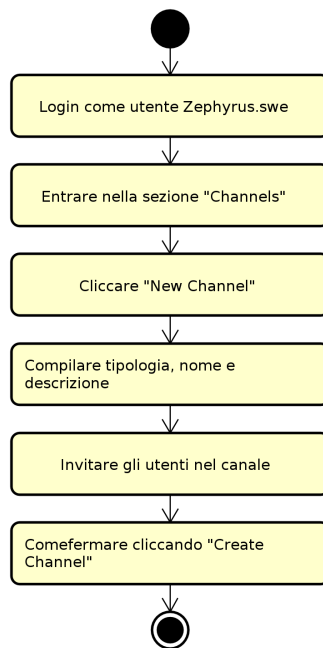 Login come utente Zephyrus.swe
Entrare nella sezione "Channels"
Cliccare "New Channel"
Compilare tipologia, nome e
descrizione
Invitare gli utenti nel canale
Comefermare cliccando "Create
Channel"